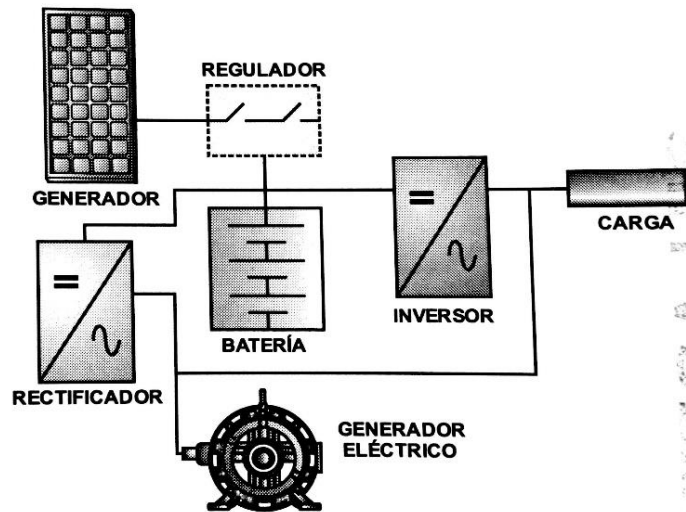 REGULADOR
GENERADOR
CARGA
INVERSOR
BATERÍA
RECTIFICADOR
GENERADOR
ELÉCTRICO